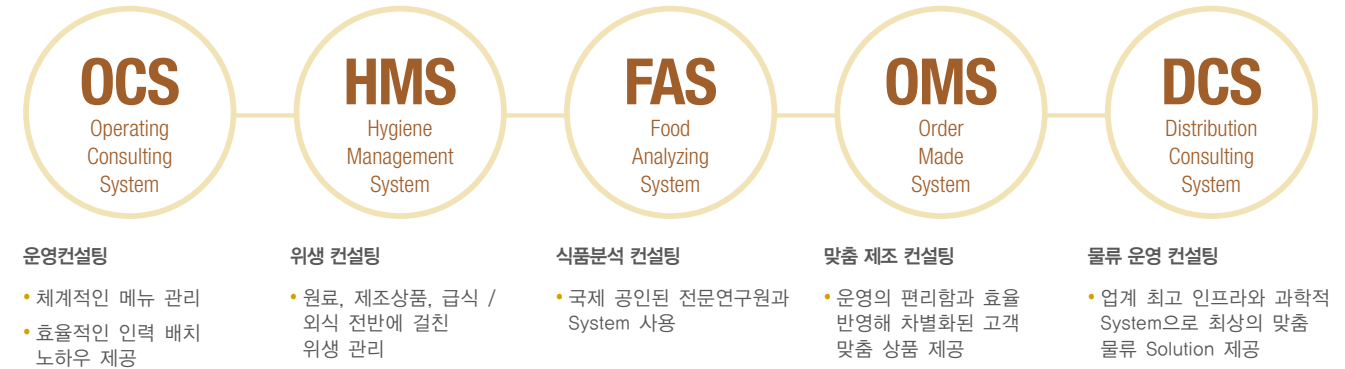 OCS
Operating
Consulting
System
HMS
Hygiene
Management
System
FAS
Food
Analyzing
System
OMS
Order
Made
System
DCS
Distribution
Consulting
System
운영컨설팅
• 체계적인 메뉴 관리
• 효율적인 인력 배치
노하우 제공
위생 컨설팅
• 원료, 제조상품, 급식 /
외식 전반에 걸친
위생 관리
식품분석 컨설팅
• 국제 공인된 전문연구원과
System 사용
맞춤 제조 컨설팅
• 운영의 편리함과 효율
반영해 차별화된 고객
맞춤 상품 제공
물류 운영 컨설팅
• 업계 최고 인프라와 과학적
System으로 최상의 맞춤
물류 Solution 제공